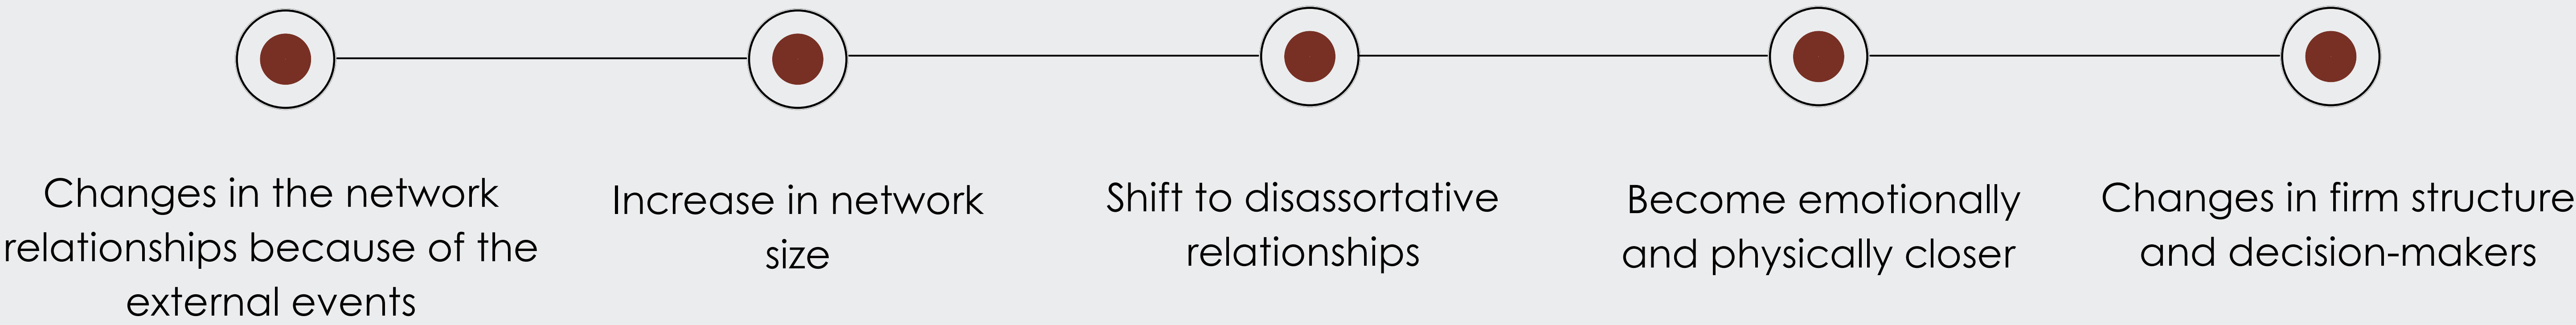 Changes in the network
relationships because of the
external events
Increase in network
size
Shift to disassortative
relationships
Become emotionally
and physically closer
Changes in firm structure
and decision-makers